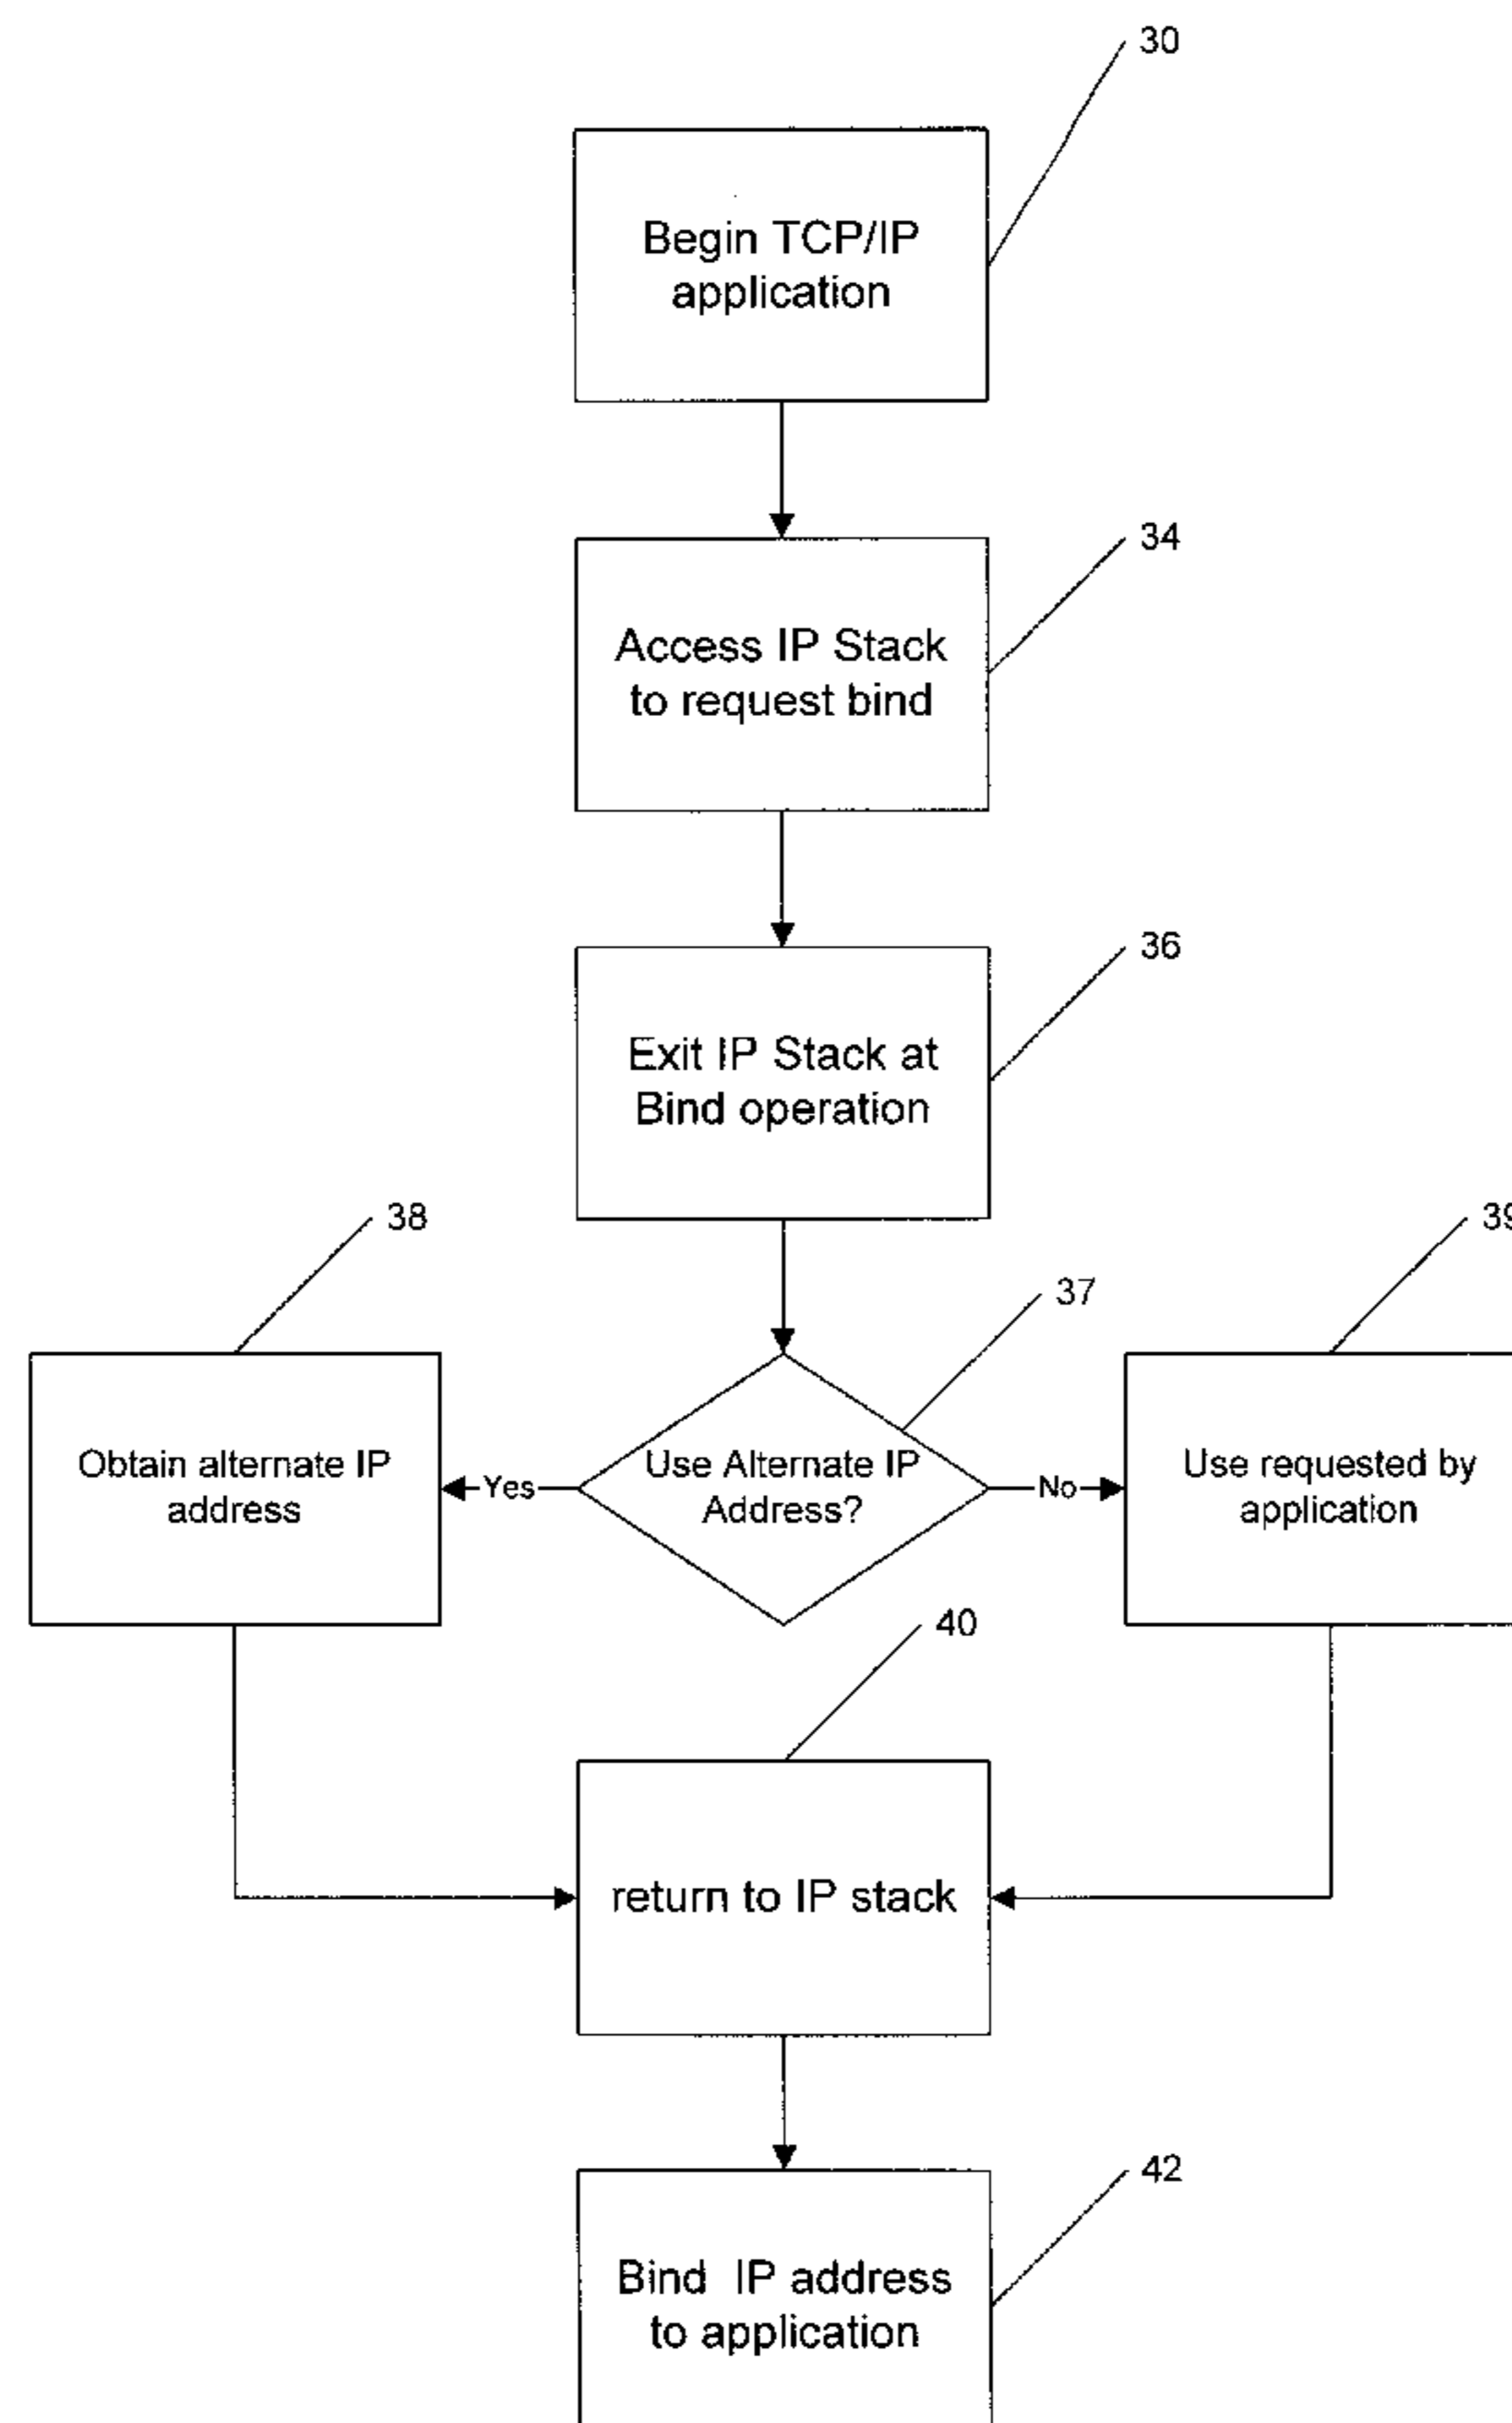 30
Begin TCP/IP
application
34
Access IP Stack
to request bind
36
Exit IP Stack at
Bind operation
38
39
37
Obtain alternate IP
address
Yes
Use Alternate IP
Address?
No
Use requested by
application
40
return to IP stack
42
Bind IP address
to application